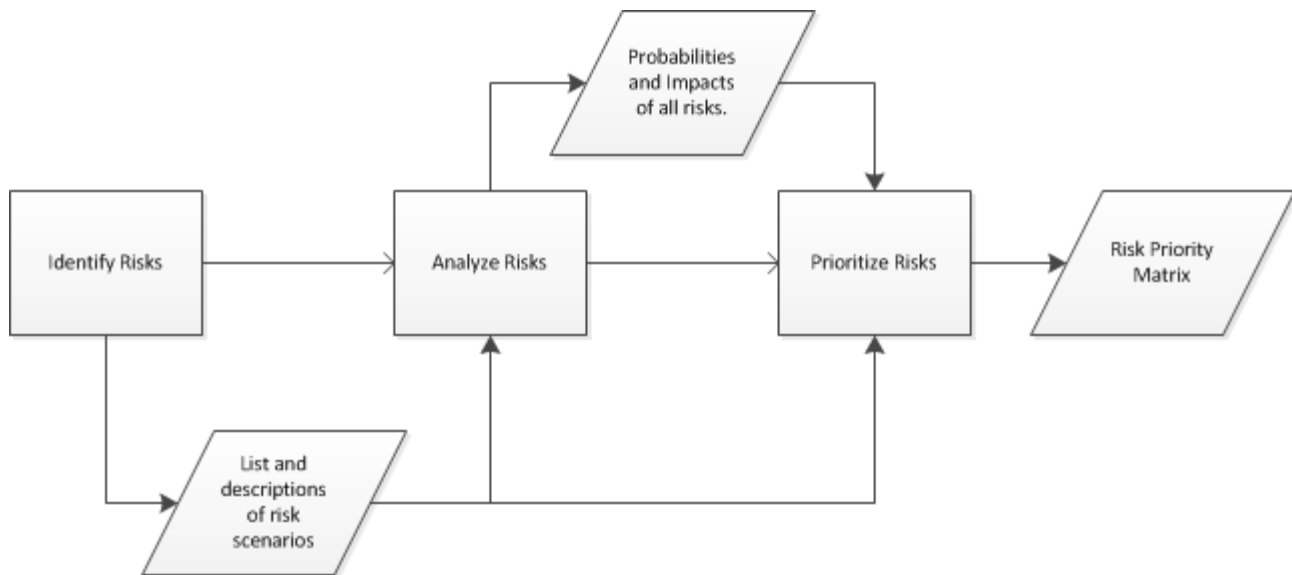 Probabilities
and Impacts
of all risks.
Identify Risks
Analyze Risks
Prioritize Risks
Risk Priority
Matrix
List and
descriptions
of risk
scenarios